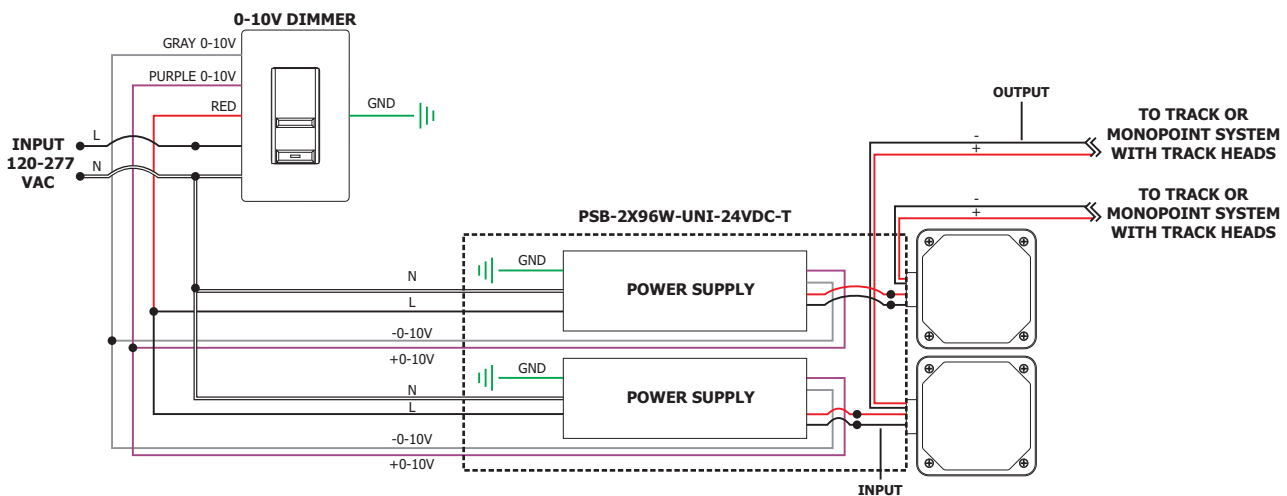 0-10V DIMMER
GRAY 0-10V
PURPLE 0-10V
RED
GND
INPUT
120-277
VAC
L
N
OUTPUT
-
+
TO TRACK OR
MONOPOINT SYSTEM
WITH TRACK HEADS
-
+
TO TRACK OR
MONOPOINT SYSTEM
WITH TRACK HEADS
PSB-2X96W-UNI-24VDC-T
GND
N
L
POWER SUPPLY
-0-10V
+0-10V
GND
N
L
POWER SUPPLY
-0-10V
+0-10V
INPUT